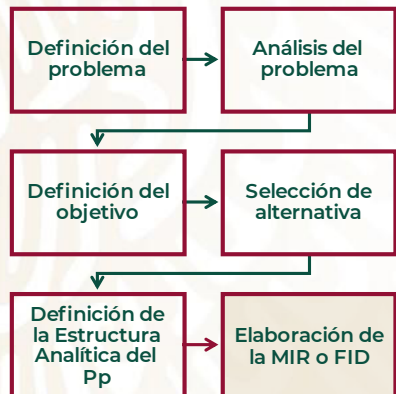 Definición del
problema
Análisis del
problema
Definición del
objetivo
Selección de
alternativa
Definición de
la Estructura
Analítica del
Pp
Elaboración de
la MIR o FID